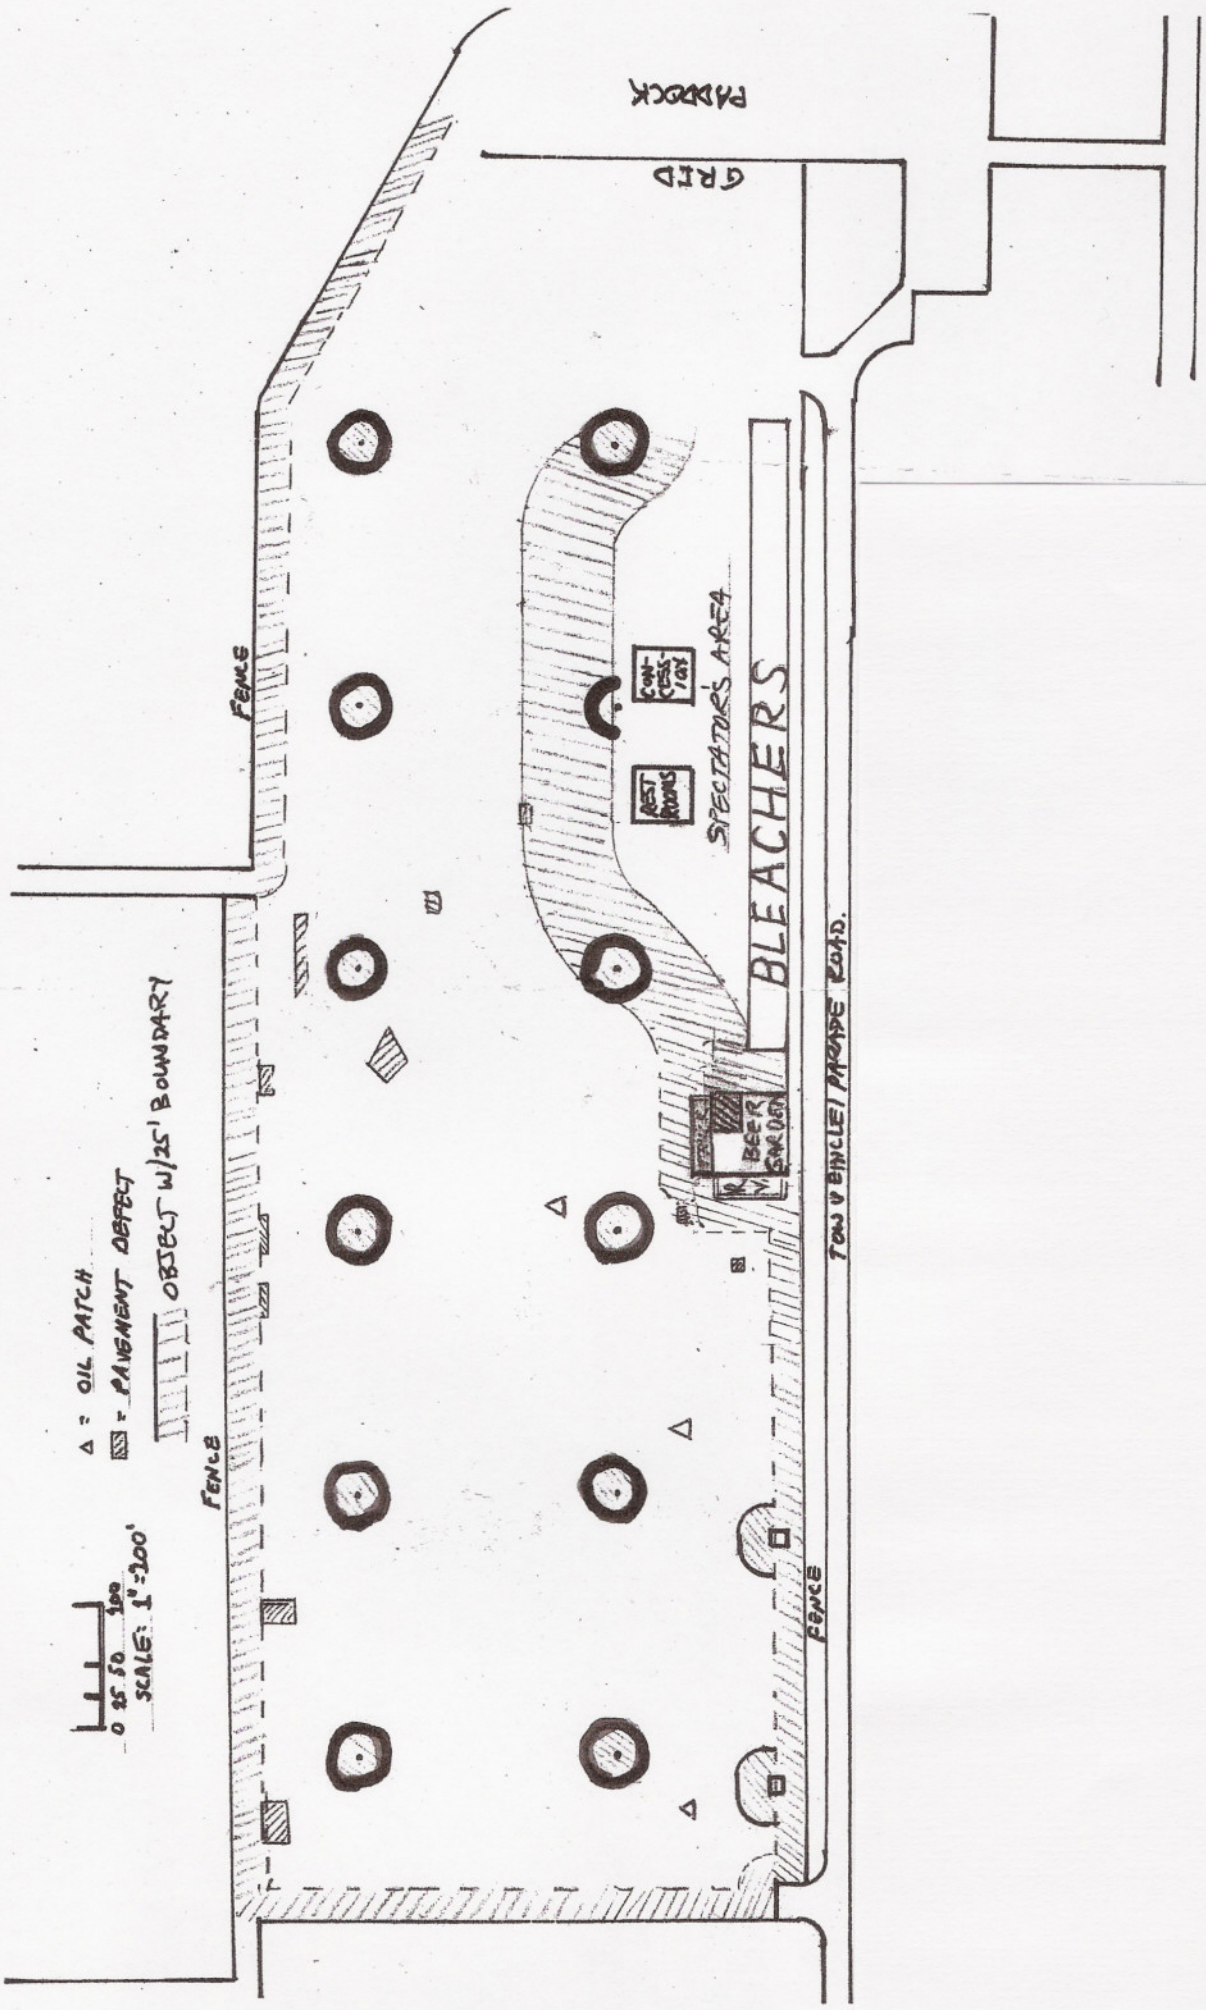 PADDOCK
GRID
FENCE
CON-
CESS-
ION
REST
ROOMS
SPECTATOR'S AREA
BLEACHERS
BEER
GARDEN
R
V.
TOW VEHICLE / PARADE ROAD.
FENCE
FENCE
Δ = OIL PATCH
▨ = PAVEMENT DEFECT
OBJECT W/25' BOUNDARY
0 25 50 100
SCALE: 1" = 200'